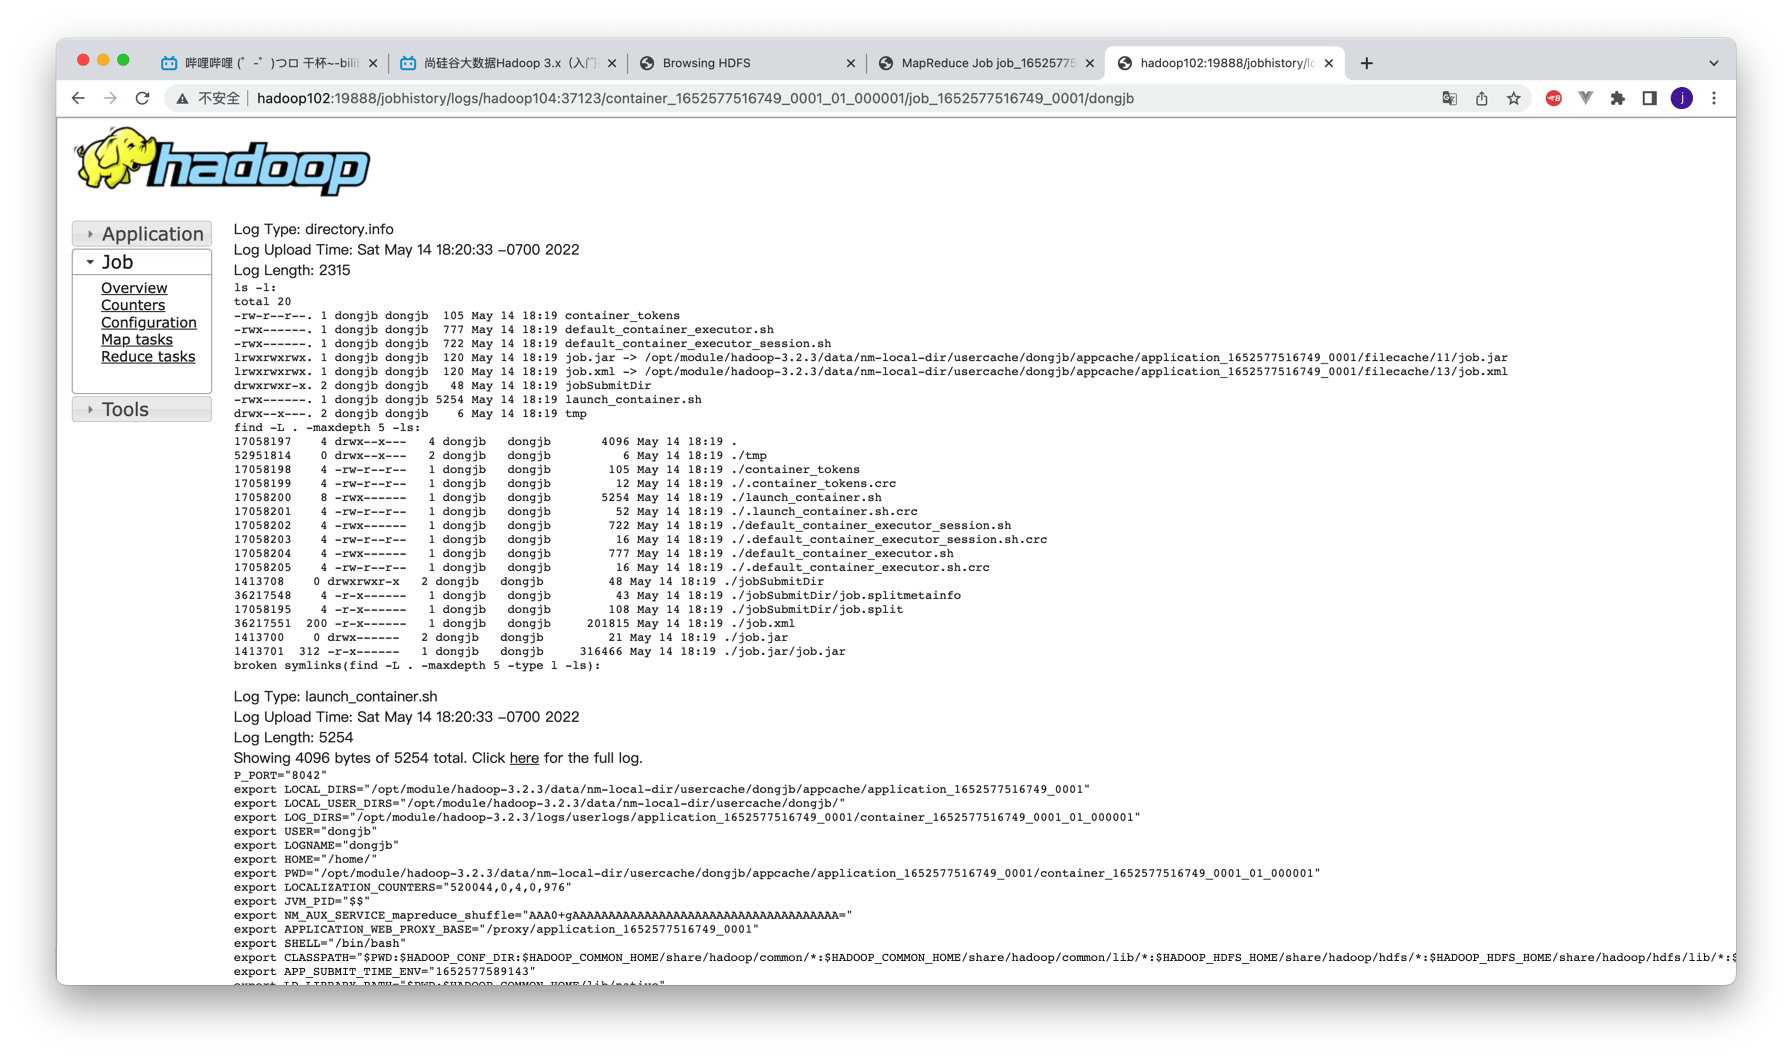 哔哩哔哩 (゜-゜)つロ 干杯~-bili
尚硅谷大数据Hadoop 3.x（入门
Browsing HDFS
MapReduce Job job_16525775
hadoop102:19888/jobhistory/lo
不安全
hadoop102:19888/jobhistory/logs/hadoop104:37123/container_1652577516749_0001_01_000001/job_1652577516749_0001/dongjb
j
hadoop
Application
Job
Overview
Counters
Configuration
Map tasks
Reduce tasks
Tools
Log Type: directory.info
Log Upload Time: Sat May 14 18:20:33 -0700 2022
Log Length: 2315
ls -l:
total 20
-rw-r--r--. 1 dongjb dongjb  105 May 14 18:19 container_tokens
-rwx------. 1 dongjb dongjb  777 May 14 18:19 default_container_executor.sh
-rwx------. 1 dongjb dongjb  722 May 14 18:19 default_container_executor_session.sh
lrwxrwxrwx. 1 dongjb dongjb  120 May 14 18:19 job.jar -> /opt/module/hadoop-3.2.3/data/nm-local-dir/usercache/dongjb/appcache/application_1652577516749_0001/filecache/11/job.jar
lrwxrwxrwx. 1 dongjb dongjb  120 May 14 18:19 job.xml -> /opt/module/hadoop-3.2.3/data/nm-local-dir/usercache/dongjb/appcache/application_1652577516749_0001/filecache/13/job.xml
drwxrwxr-x. 2 dongjb dongjb   48 May 14 18:19 jobSubmitDir
-rwx------. 1 dongjb dongjb 5254 May 14 18:19 launch_container.sh
drwx--x---. 2 dongjb dongjb    6 May 14 18:19 tmp
find -L . -maxdepth 5 -ls:
17058197    4 drwx--x---   4 dongjb   dongjb       4096 May 14 18:19 .
52951814    0 drwx--x---   2 dongjb   dongjb          6 May 14 18:19 ./tmp
17058198    4 -rw-r--r--   1 dongjb   dongjb        105 May 14 18:19 ./container_tokens
17058199    4 -rw-r--r--   1 dongjb   dongjb         12 May 14 18:19 ./.container_tokens.crc
17058200    8 -rwx------   1 dongjb   dongjb       5254 May 14 18:19 ./launch_container.sh
17058201    4 -rw-r--r--   1 dongjb   dongjb         52 May 14 18:19 ./.launch_container.sh.crc
17058202    4 -rwx------   1 dongjb   dongjb        722 May 14 18:19 ./default_container_executor_session.sh
17058203    4 -rw-r--r--   1 dongjb   dongjb         16 May 14 18:19 ./.default_container_executor_session.sh.crc
17058204    4 -rwx------   1 dongjb   dongjb        777 May 14 18:19 ./default_container_executor.sh
17058205    4 -rw-r--r--   1 dongjb   dongjb         16 May 14 18:19 ./.default_container_executor.sh.crc
1413708    0 drwxrwxr-x   2 dongjb   dongjb         48 May 14 18:19 ./jobSubmitDir
36217548    4 -r-x------   1 dongjb   dongjb         43 May 14 18:19 ./jobSubmitDir/job.splitmetainfo
17058195    4 -r-x------   1 dongjb   dongjb        108 May 14 18:19 ./jobSubmitDir/job.split
36217551  200 -r-x------   1 dongjb   dongjb     201815 May 14 18:19 ./job.xml
1413700    0 drwx------   2 dongjb   dongjb         21 May 14 18:19 ./job.jar
1413701  312 -r-x------   1 dongjb   dongjb     316466 May 14 18:19 ./job.jar/job.jar
broken symlinks(find -L . -maxdepth 5 -type l -ls):
Log Type: launch_container.sh
Log Upload Time: Sat May 14 18:20:33 -0700 2022
Log Length: 5254
Showing 4096 bytes of 5254 total. Click here for the full log.
P_PORT="8042"
export LOCAL_DIRS="/opt/module/hadoop-3.2.3/data/nm-local-dir/usercache/dongjb/appcache/application_1652577516749_0001"
export LOCAL_USER_DIRS="/opt/module/hadoop-3.2.3/data/nm-local-dir/usercache/dongjb/"
export LOG_DIRS="/opt/module/hadoop-3.2.3/logs/userlogs/application_1652577516749_0001/container_1652577516749_0001_01_000001"
export USER="dongjb"
export LOGNAME="dongjb"
export HOME="/home/"
export PWD="/opt/module/hadoop-3.2.3/data/nm-local-dir/usercache/dongjb/appcache/application_1652577516749_0001/container_1652577516749_0001_01_000001"
export LOCALIZATION_COUNTERS="520044,0,4,0,976"
export JVM_PID="$$"
export NM_AUX_SERVICE_mapreduce_shuffle="AAA0+gAAAAAAAAAAAAAAAAAAAAAAAAAAAAAAAAAAAAA="
export APPLICATION_WEB_PROXY_BASE="/proxy/application_1652577516749_0001"
export SHELL="/bin/bash"
export CLASSPATH="$PWD:$HADOOP_CONF_DIR:$HADOOP_COMMON_HOME/share/hadoop/common/*:$HADOOP_COMMON_HOME/share/hadoop/common/lib/*:$HADOOP_HDFS_HOME/share/hadoop/hdfs/*:$HADOOP_HDFS_HOME/share/hadoop/hdfs/lib/*:$
export APP_SUBMIT_TIME_ENV="1652577589143"
export LD_LIBRARY_PATH="$PWD:$HADOOP_COMMON_HOME/lib/native"